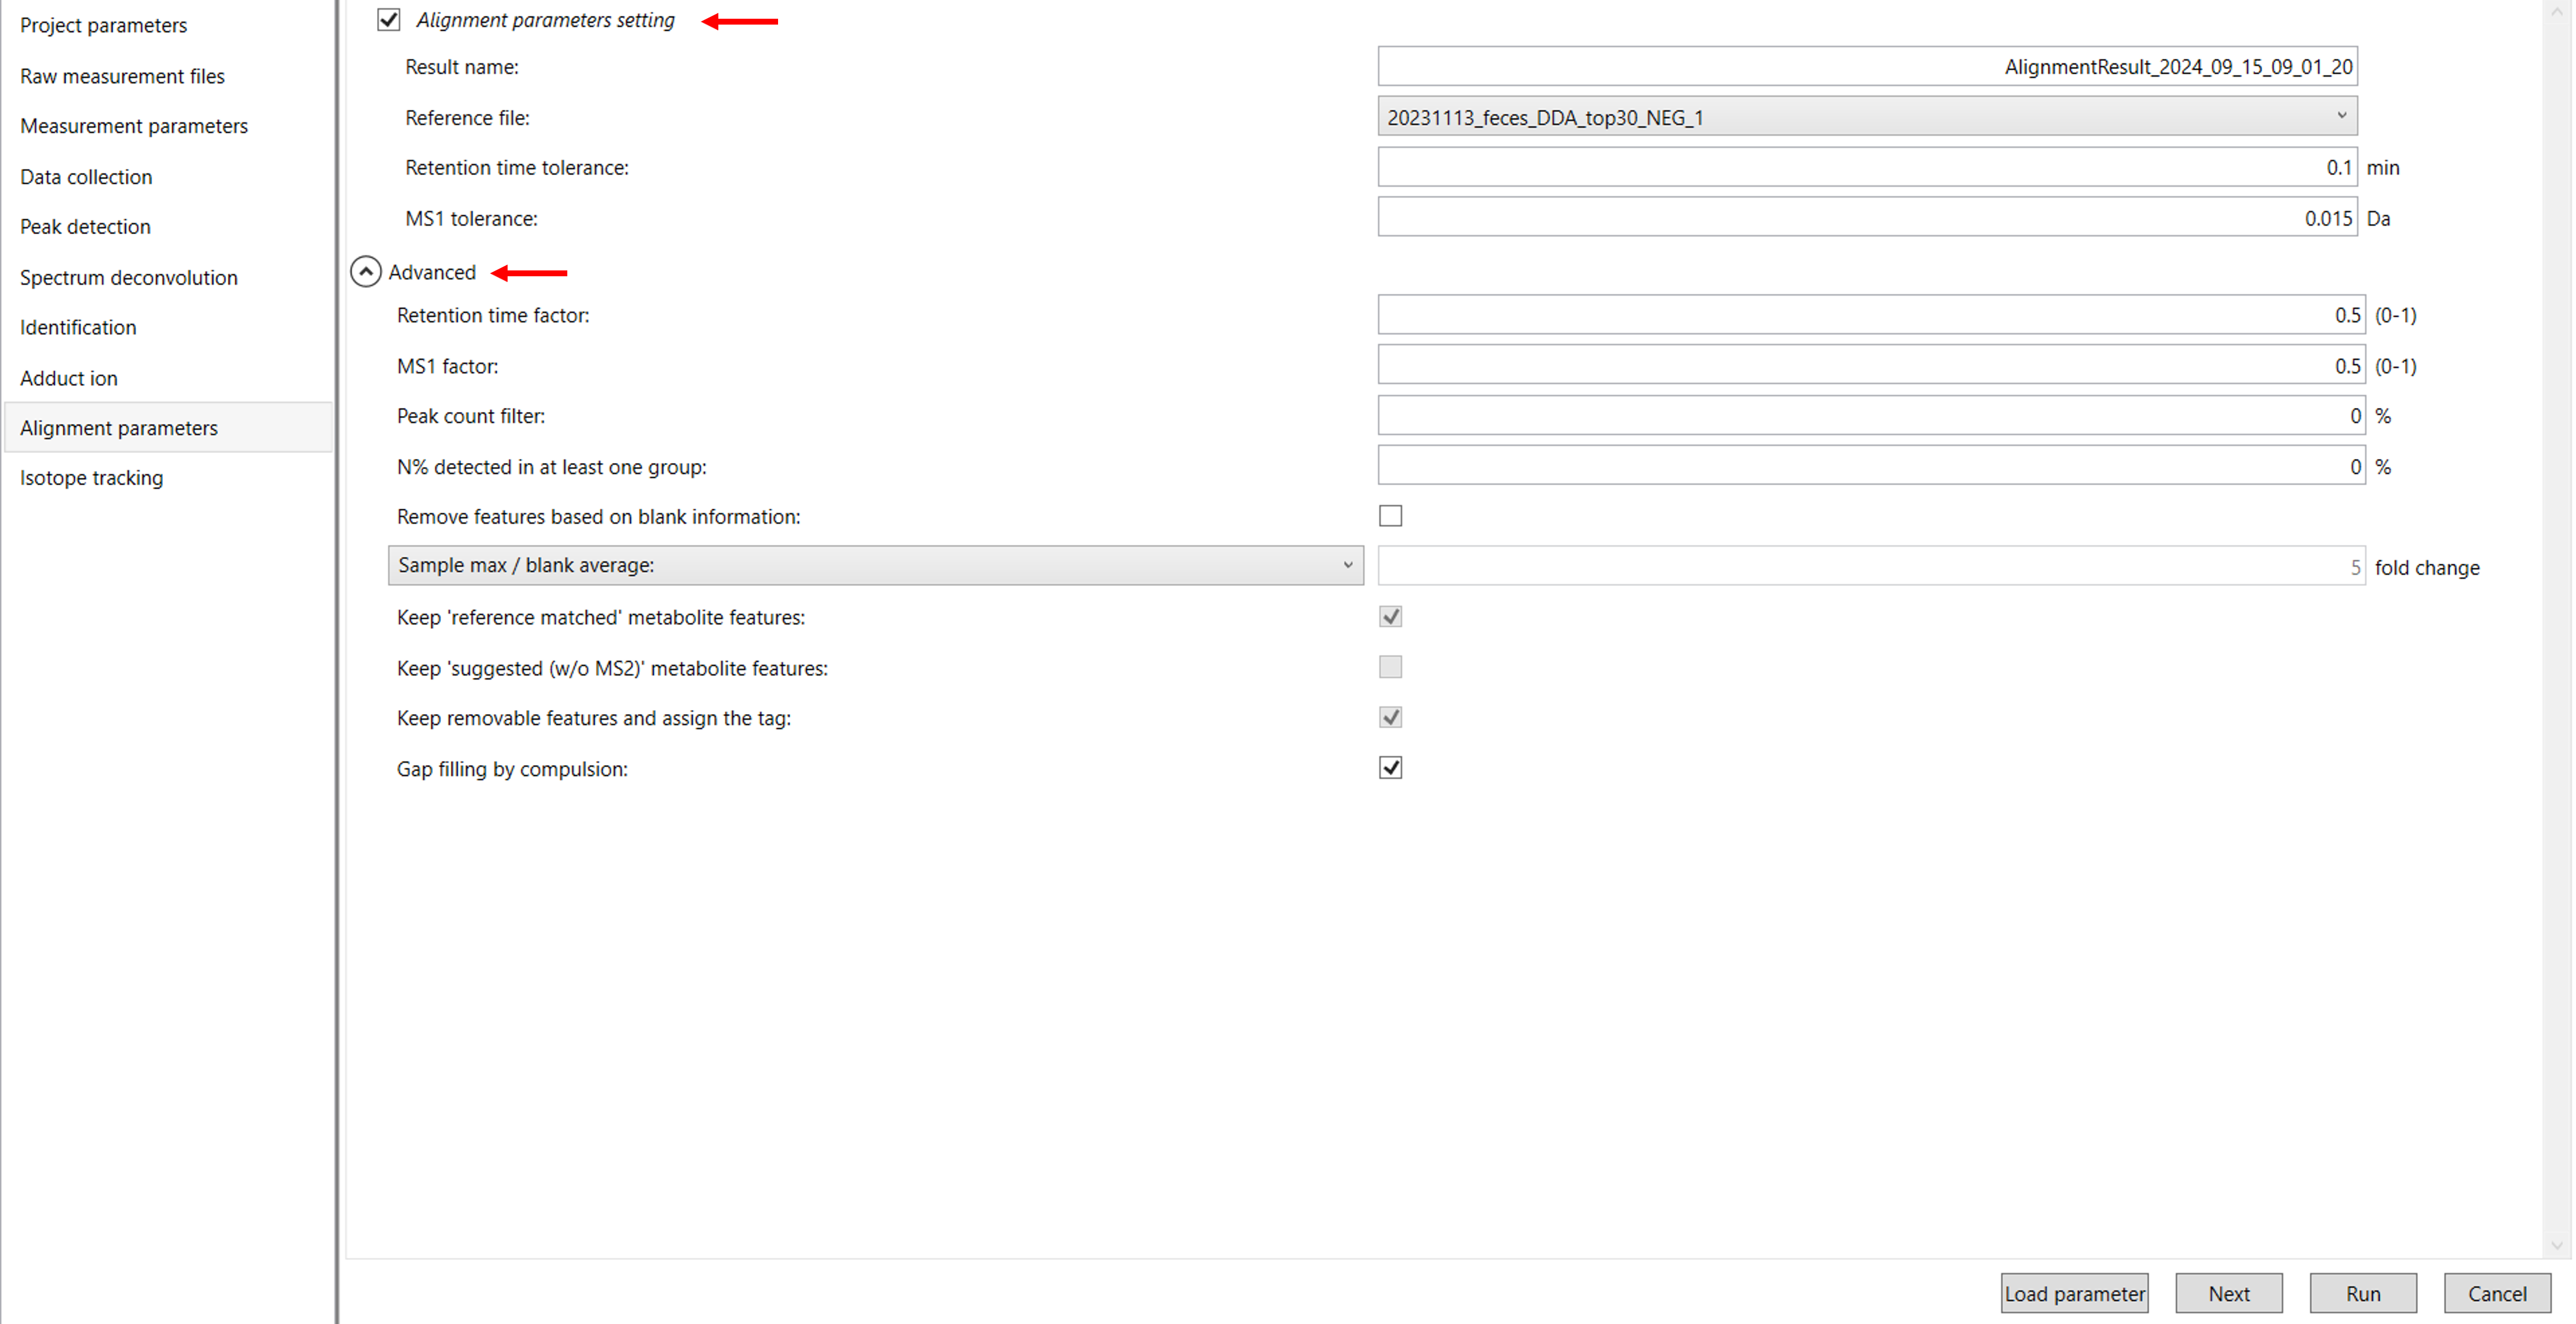 Project parameters
Raw measurement files
Measurement parameters
Data collection
Peak detection
Spectrum deconvolution
Identification
Adduct ion
Alignment parameters
Isotope tracking
Alignment parameters setting
Result name: AlignmentResult_2024_09_15_09_01_20
Reference file: 20231113_feces_DDA_top30_NEG_1
Retention time tolerance: 0.1 min
MS1 tolerance: 0.015 Da
Advanced
Retention time factor: 0.5 (0-1)
MS1 factor: 0.5 (0-1)
Peak count filter: 0 %
N% detected in at least one group: 0 %
Remove features based on blank information:
Sample max / blank average: 5 fold change
Keep 'reference matched' metabolite features:
Keep 'suggested (w/o MS2)' metabolite features:
Keep removable features and assign the tag:
Gap filling by compulsion:
Load parameter Next Run Cancel